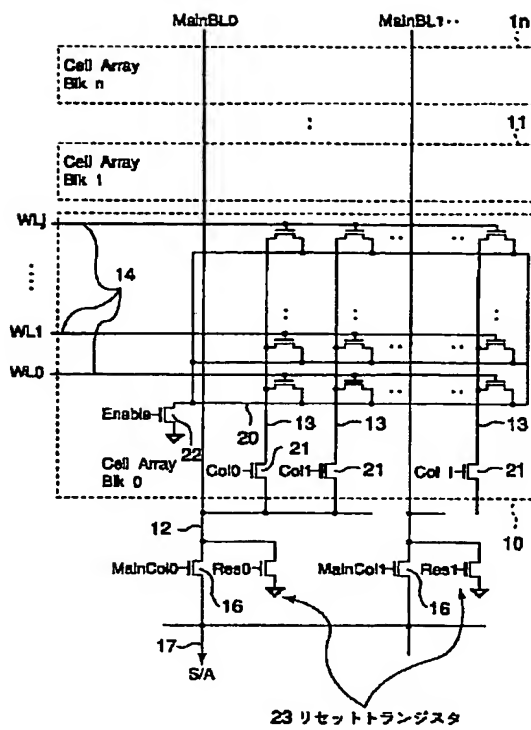 MainBL0
MainBL1··
1n
Cell Array
Blk n
11
Cell Array
Blk 1
WLj
14
WL1
WL0
Enable
22
20
13
13
13
21
Col0
Col1
21
Col i
21
Cell Array
Blk 0
12
10
MainCol0
Res0
MainCol1
Res1
16
16
17
S/A
23 リセットトランジスタ